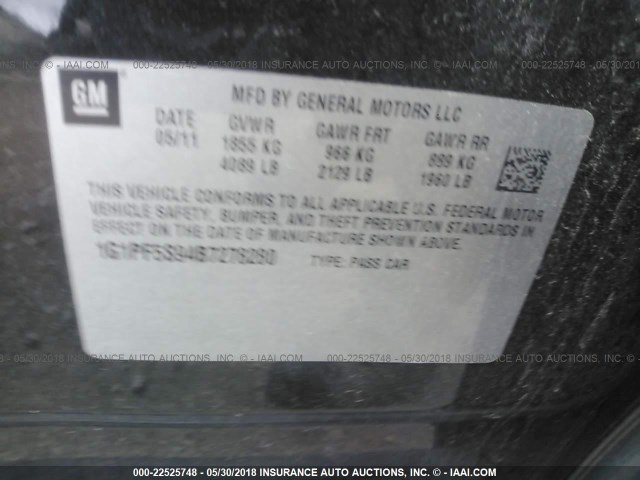 000-22525748 - 05/30/2018 INSURANCE AUTO AUCTIONS, INC. - IAAI.COM
GM
MFD BY GENERAL MOTORS LLC
DATE GVWR GAWR FRT GAWR RR
05/11 1855 KG 966 KG 889 KG
4089 LB 2129 LB 1960 LB
THIS VEHICLE CONFORMS TO ALL APPLICABLE U.S. FEDERAL MOTOR
VEHICLE SAFETY, BUMPER, AND THEFT PREVENTION STANDARDS
IN EFFECT ON THE DATE OF MANUFACTURE SHOWN ABOVE.
1G1PF5S94B7278280 TYPE: PASS CAR
000-22525748 - 05/30/2018 INSURANCE AUTO AUCTIONS, INC. - IAAI.COM
000-22525748 - 05/30/2018 INSURANCE AUTO AUCTIONS, INC. - IAAI.COM